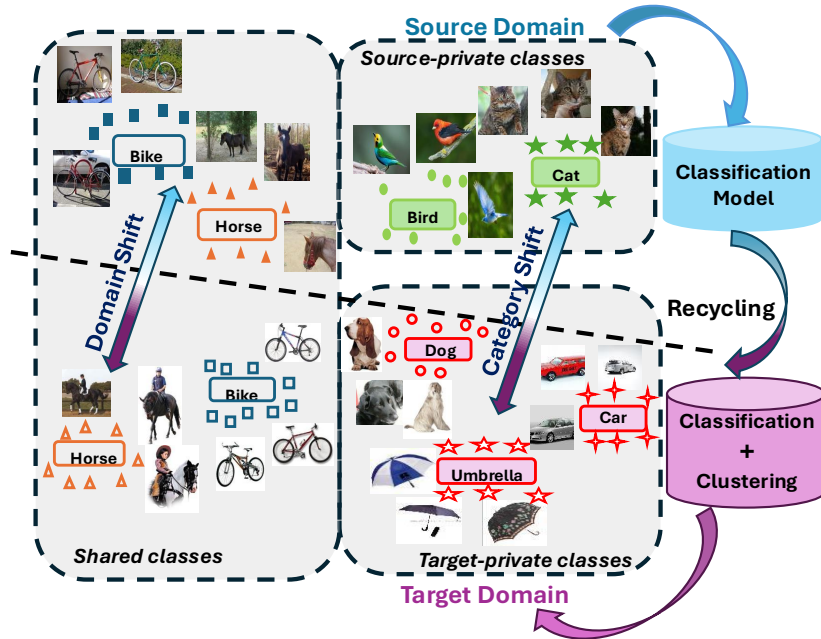 Source Domain
Source-private classes
Bike
Horse
Bird
Cat
Classification
Model
Domain Shift
Category Shift
Recycling
Dog
Bike
Car
Horse
Umbrella
Classification
+
Clustering
Shared classes
Target-private classes
Target Domain